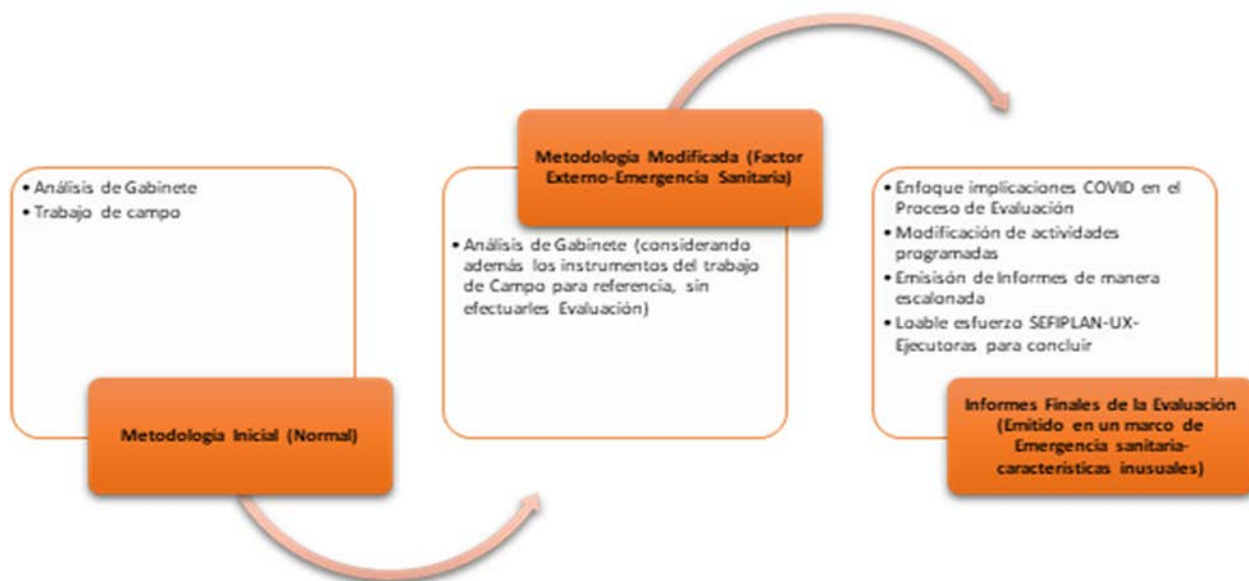 • Análisis de Gabinete
• Trabajo de campo
Metodología Inicial (Normal)
Metodología Modificada (Factor
Externo-Emergencia Sanitaria)
• Análisis de Gabinete (considerando
además los instrumentos del trabajo
de Campo para referencia, sin
efectuarles Evaluación)
• Enfoque implicaciones COVID en el
Proceso de Evaluación
• Modificación de actividades
programadas
• Emisisón de Informes de manera
escalonada
• Loable esfuerzo SEFIPLAN-UX-
Ejecutoras para concluir
Informes Finales de la Evaluación
(Emitido en un marco de
Emergencia sanitaria-
características inusuales)